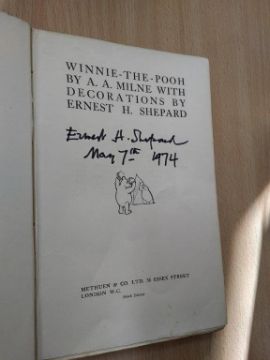 WINNIE-THE-POOH
BY A. A. MILNE WITH
DECORATIONS BY
ERNEST H. SHEPARD
Ernest H. Shepard
May 7th 1974
METHUEN & CO. LTD. 36 ESSEX STREET
LONDON W.C.